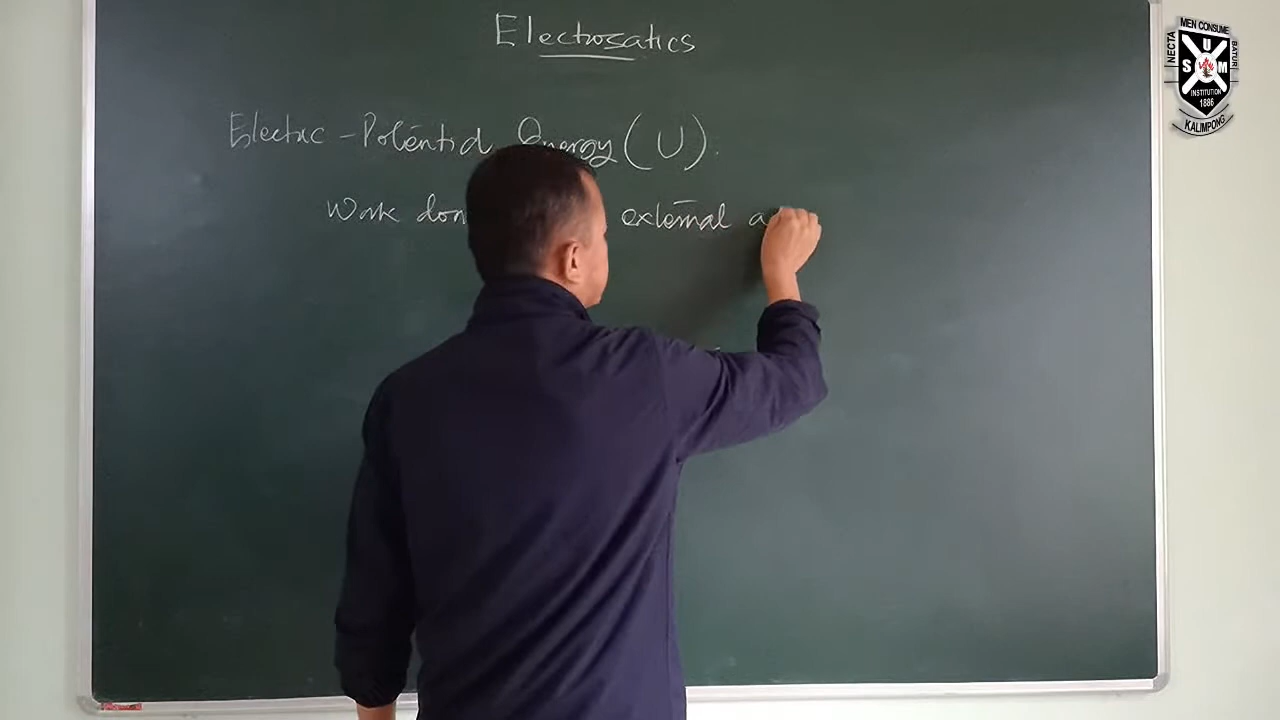 Electrosatics
Electric - Potential Energy (U).
Work don external a
NECTA
MEN CONSUME
BATUR
S U M
INSTITUTION
1886
KALIMPONG